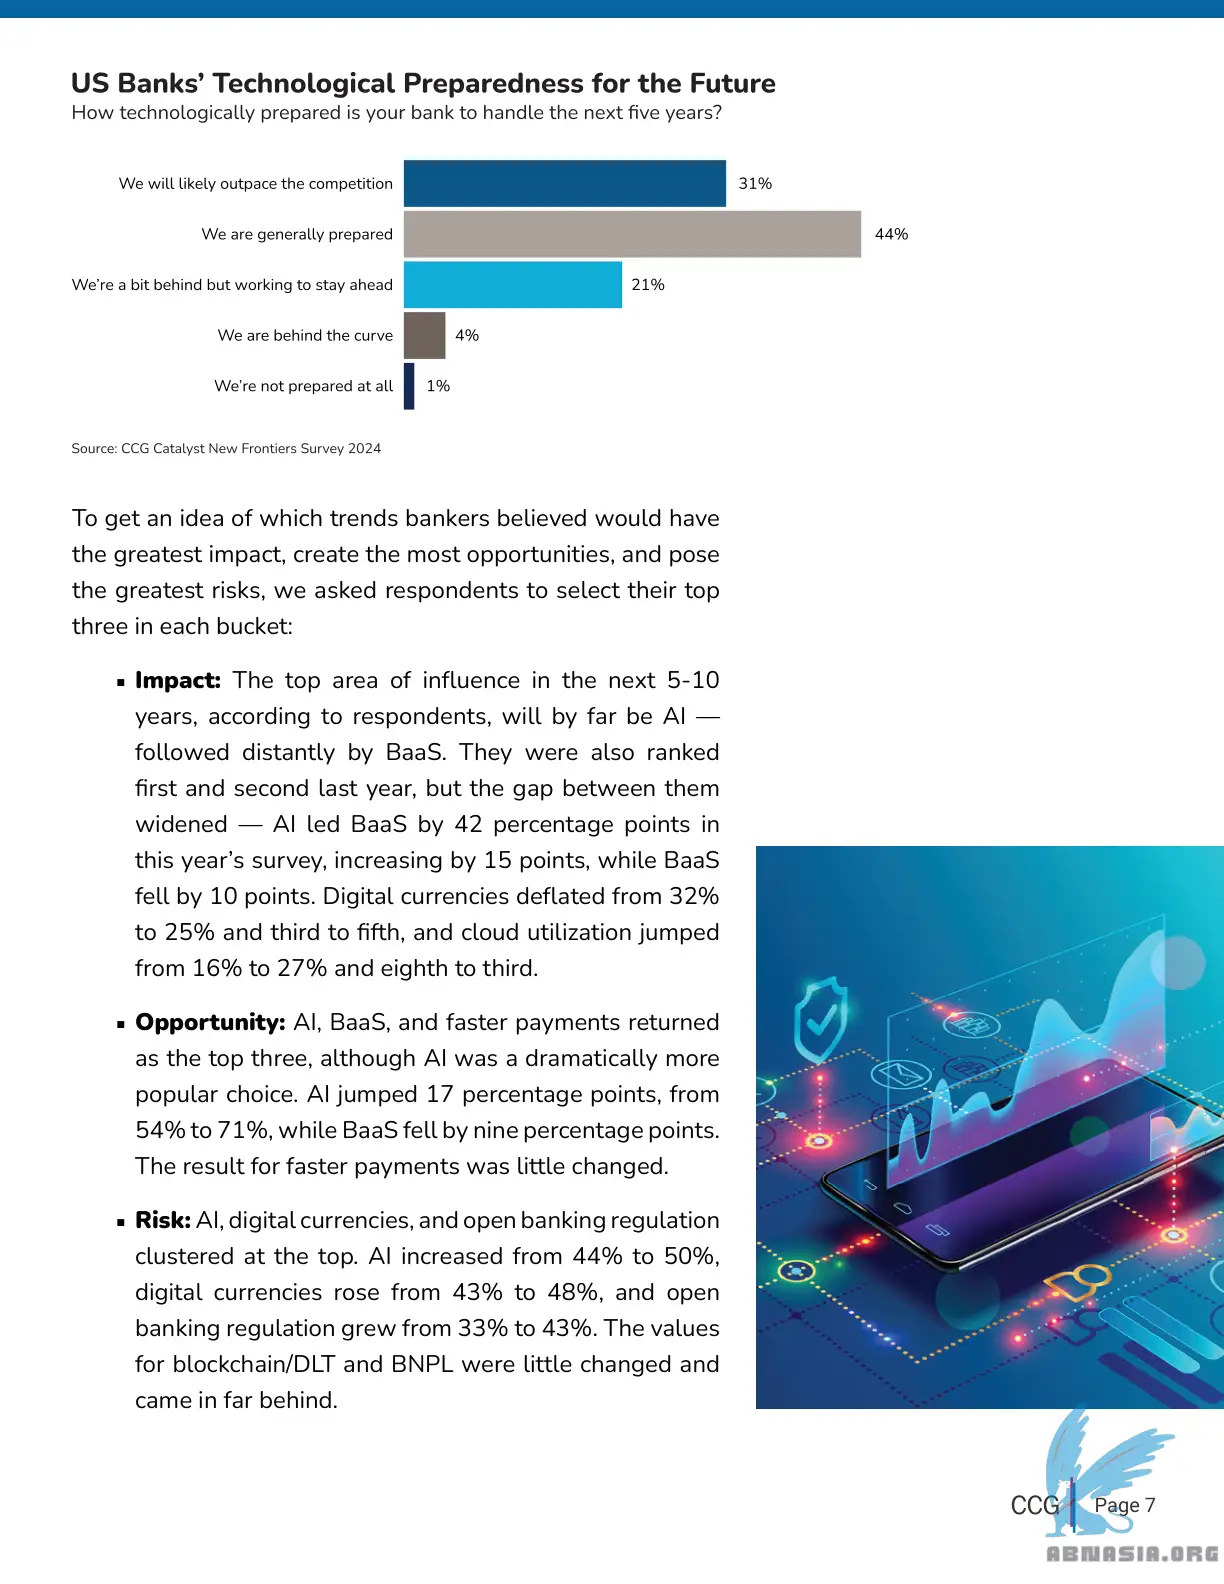 US Banks’ Technological Preparedness for the Future
How technologically prepared is your bank to handle the next five years?
We will likely outpace the competition 31%
We are generally prepared 44%
We’re a bit behind but working to stay ahead 21%
We are behind the curve 4%
We’re not prepared at all 1%
Source: CCG Catalyst New Frontiers Survey 2024
To get an idea of which trends bankers believed would have
the greatest impact, create the most opportunities, and pose
the greatest risks, we asked respondents to select their top
three in each bucket:
▪ Impact: The top area of influence in the next 5-10
years, according to respondents, will by far be AI —
followed distantly by BaaS. They were also ranked
first and second last year, but the gap between them
widened — AI led BaaS by 42 percentage points in
this year’s survey, increasing by 15 points, while BaaS
fell by 10 points. Digital currencies deflated from 32%
to 25% and third to fifth, and cloud utilization jumped
from 16% to 27% and eighth to third.
▪ Opportunity: AI, BaaS, and faster payments returned
as the top three, although AI was a dramatically more
popular choice. AI jumped 17 percentage points, from
54% to 71%, while BaaS fell by nine percentage points.
The result for faster payments was little changed.
▪ Risk: AI, digital currencies, and open banking regulation
clustered at the top. AI increased from 44% to 50%,
digital currencies rose from 43% to 48%, and open
banking regulation grew from 33% to 43%. The values
for blockchain/DLT and BNPL were little changed and
came in far behind.
CCG Page 7
ABNASIA.ORG